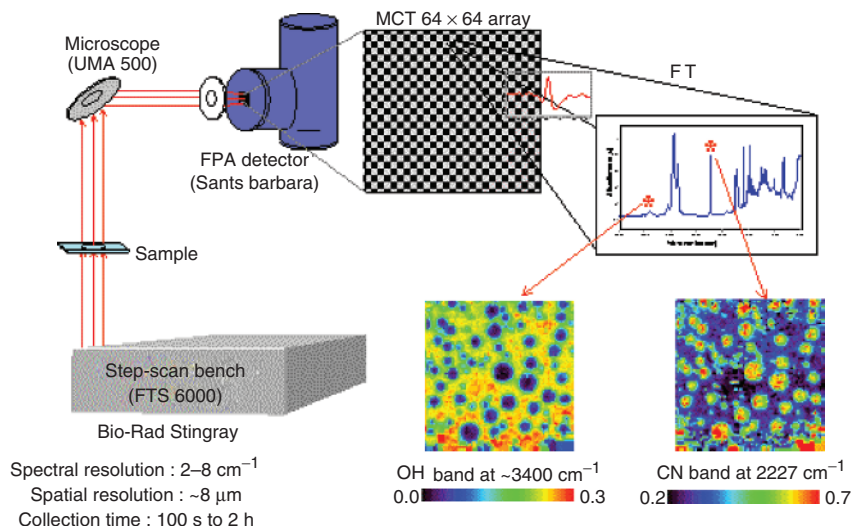 MCT 64 × 64 array
Microscope
(UMA 500)
FT
FPA detector
(Sants barbara)
Sample
Step-scan bench
(FTS 6000)
Bio-Rad Stingray
Spectral resolution : 2–8 cm⁻¹
Spatial resolution : ~8 μm
Collection time : 100 s to 2 h
OH band at ~3400 cm⁻¹
0.0 0.3
CN band at 2227 cm⁻¹
0.2 0.7